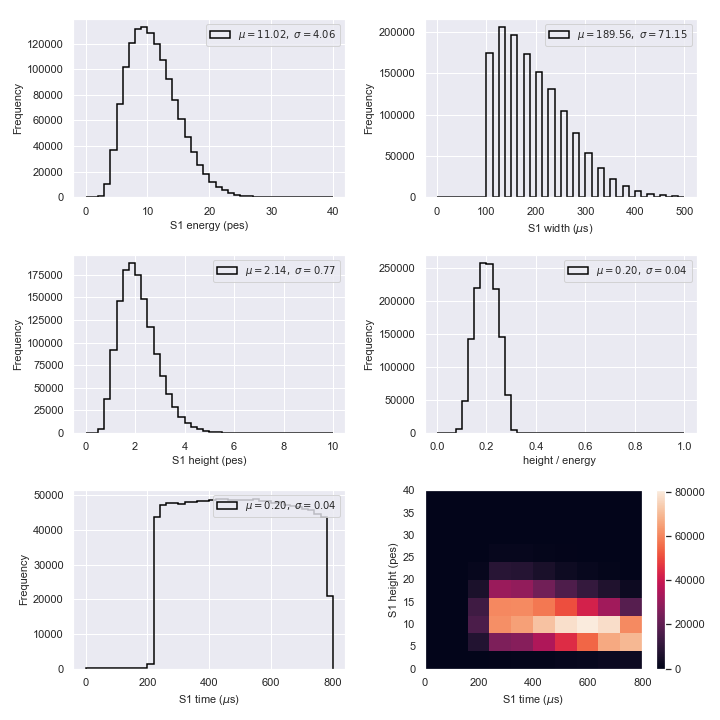 μ = 11.02, σ = 4.06
Frequency
120000
100000
80000
60000
40000
20000
0
0 10 20 30 40
S1 energy (pes)
μ = 189.56, σ = 71.15
Frequency
200000
150000
100000
50000
0
0 100 200 300 400 500
S1 width (μs)
μ = 2.14, σ = 0.77
Frequency
175000
150000
125000
100000
75000
50000
25000
0
0 2 4 6 8 10
S1 height (pes)
μ = 0.20, σ = 0.04
Frequency
250000
200000
150000
100000
50000
0
0.0 0.2 0.4 0.6 0.8 1.0
height / energy
μ = 0.20, σ = 0.04
Frequency
50000
40000
30000
20000
10000
0
0 200 400 600 800
S1 time (μs)
S1 height (pes)
40
35
30
25
20
15
10
5
0
0 200 400 600 800
S1 time (μs)
80000
60000
40000
20000
0